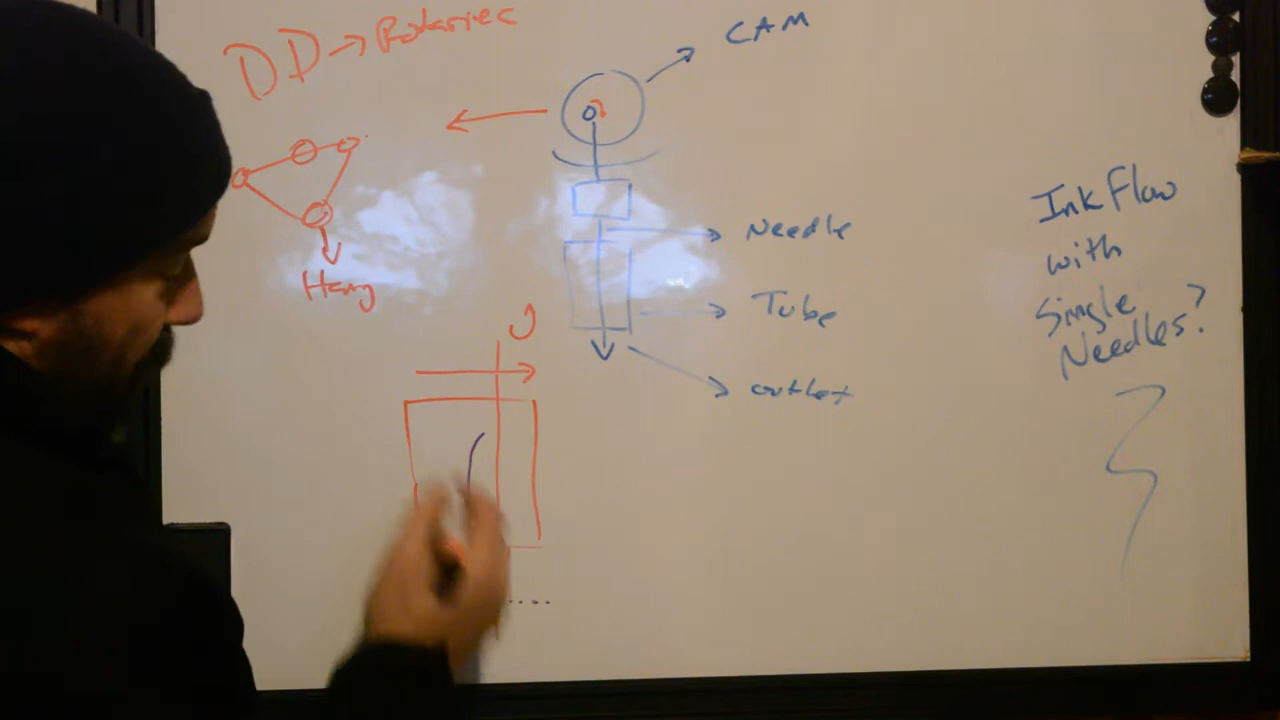 DD → Rotaries
CAM
Hang
Needle
Tube
outlet
Ink Flow
with
Single
Needles?